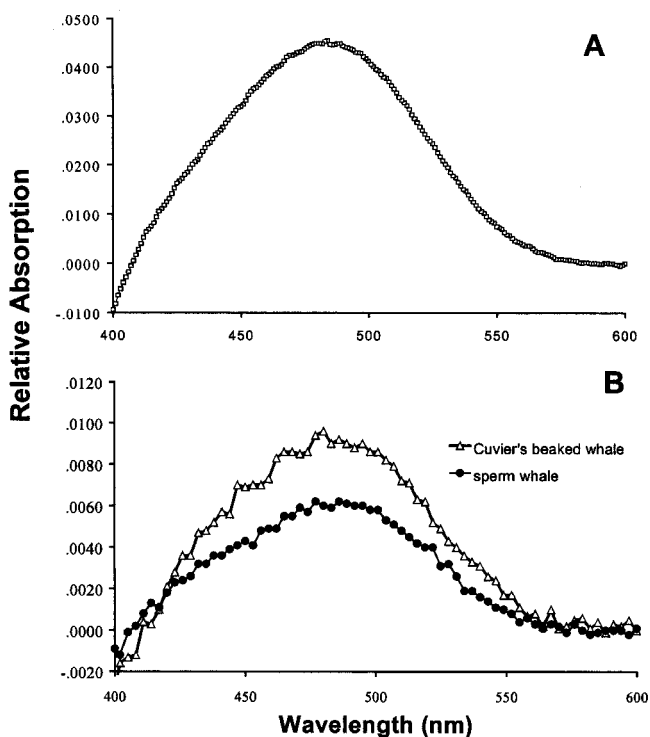 .0500
A
.0400
.0300
.0200
.0100
.0000
-.0100
400 450 500 550 600
Relative Absorption
.0120
B
.0100
.0080
.0060
.0040
.0020
.0000
-.0020
Cuvier's beaked whale
sperm whale
400 450 500 550 600
Wavelength (nm)